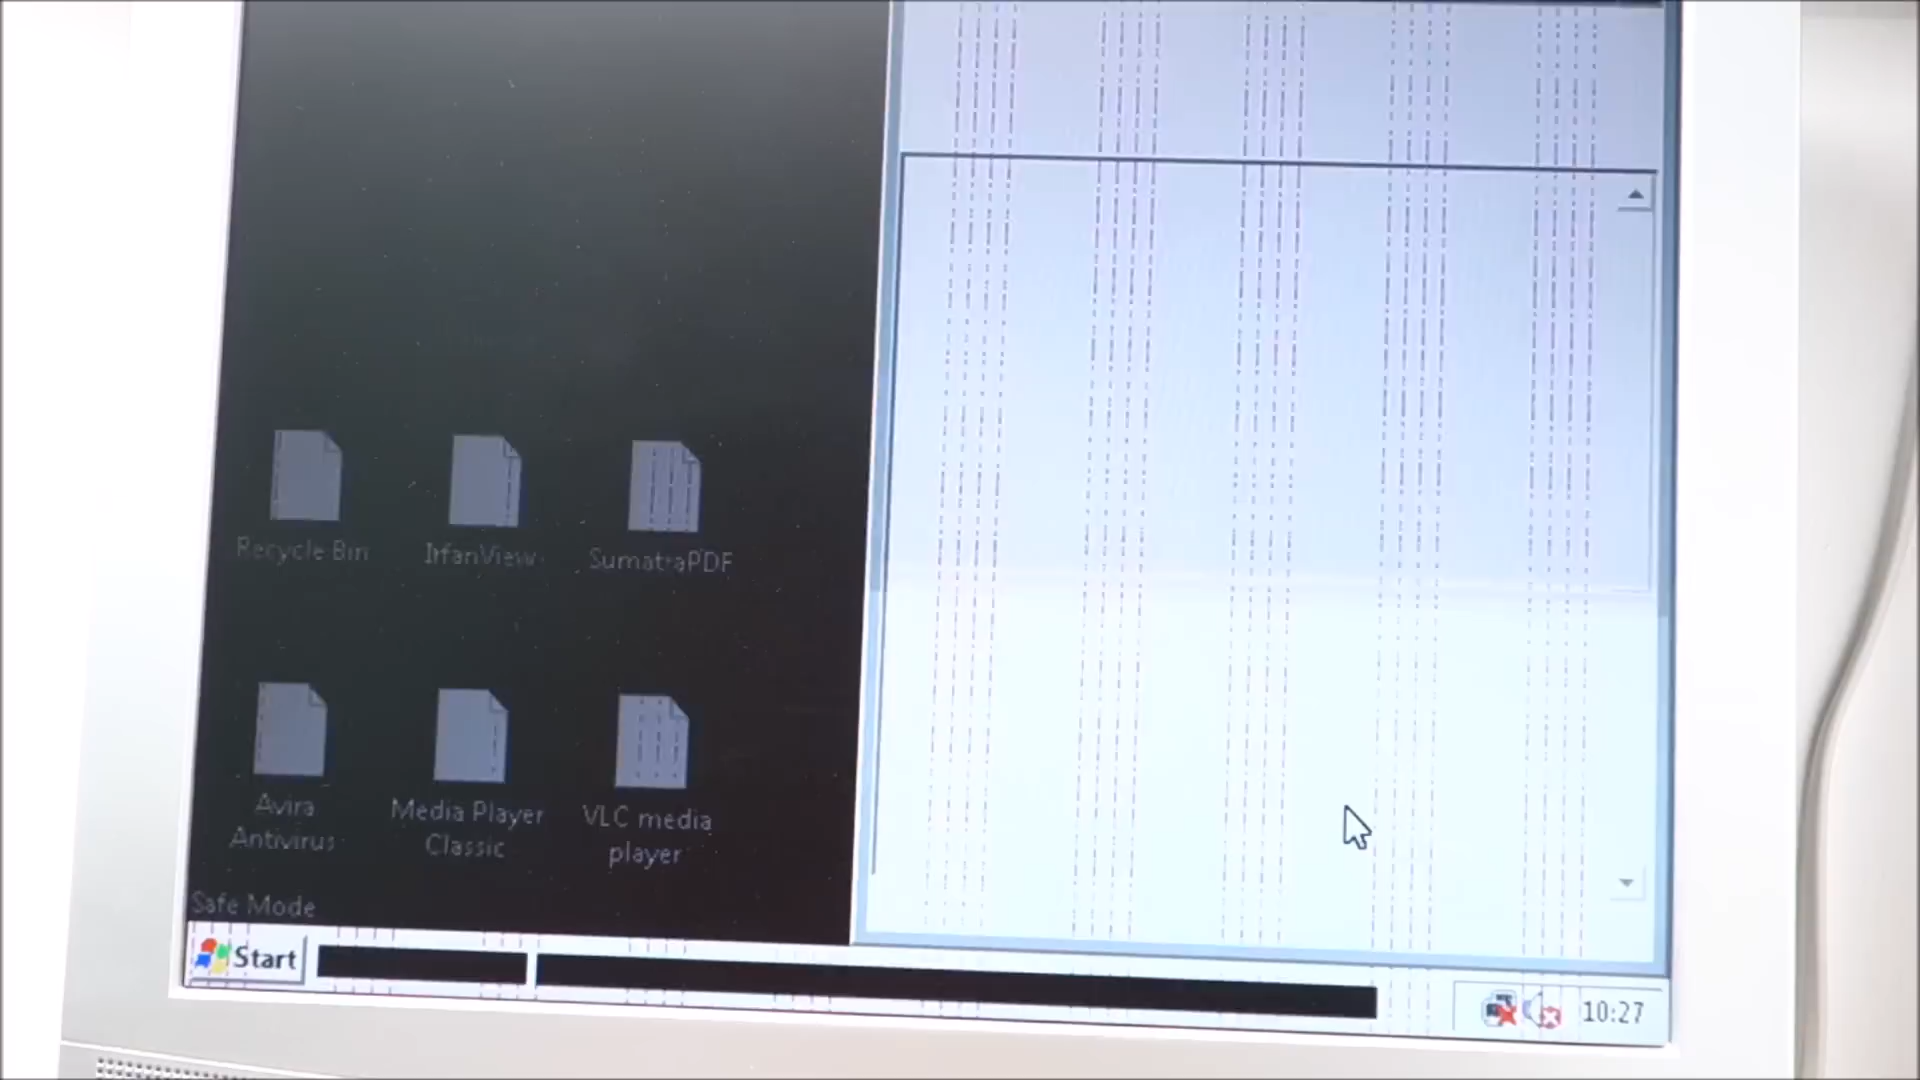 Recycle Bin
IrfanView
SumatraPDF
Avira
Antivirus
Media Player
Classic
VLC media
player
Safe Mode
Start
10:27